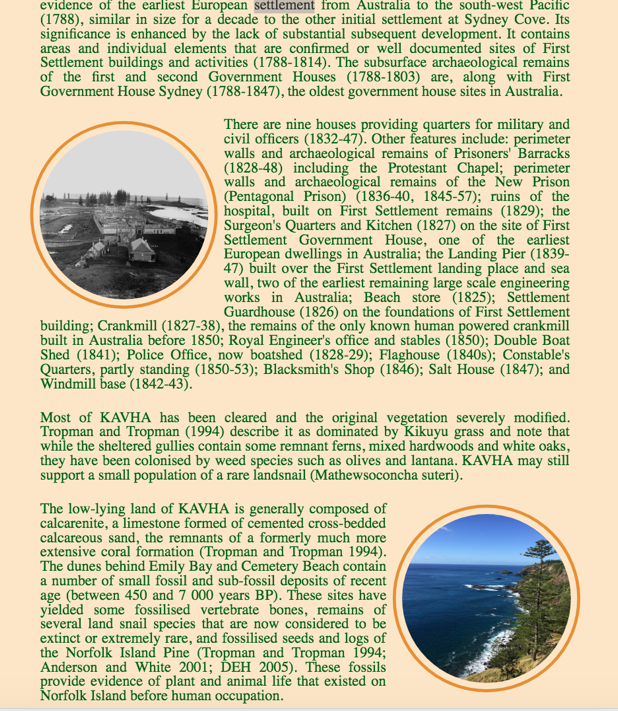 evidence of the earliest European settlement from Australia to the south-west Pacific
(1788), similar in size for a decade to the other initial settlement at Sydney Cove. Its
significance is enhanced by the lack of substantial subsequent development. It contains
areas and individual elements that are confirmed or well documented sites of First
Settlement buildings and activities (1788-1814). The subsurface archaeological remains
of the first and second Government Houses (1788-1803) are, along with First
Government House Sydney (1788-1847), the oldest government house sites in Australia.
There are nine houses providing quarters for military and
civil officers (1832-47). Other features include: perimeter
walls and archaeological remains of Prisoners' Barracks
(1828-48) including the Protestant Chapel; perimeter
walls and archaeological remains of the New Prison
(Pentagonal Prison) (1836-40, 1845-57); ruins of the
hospital, built on First Settlement remains (1829); the
Surgeon's Quarters and Kitchen (1827) on the site of First
Settlement Government House, one of the earliest
European dwellings in Australia; the Landing Pier (1839-
47) built over the First Settlement landing place and sea
wall, two of the earliest remaining large scale engineering
works in Australia; Beach store (1825); Settlement
Guardhouse (1826) on the foundations of First Settlement
building; Crankmill (1827-38), the remains of the only known human powered crankmill
built in Australia before 1850; Royal Engineer's office and stables (1850); Double Boat
Shed (1841); Police Office, now boatshed (1828-29); Flaghouse (1840s); Constable's
Quarters, partly standing (1850-53); Blacksmith's Shop (1846); Salt House (1847); and
Windmill base (1842-43).
Most of KAVHA has been cleared and the original vegetation severely modified.
Tropman and Tropman (1994) describe it as dominated by Kikuyu grass and note that
while the sheltered gullies contain some remnant ferns, mixed hardwoods and white oaks,
they have been colonised by weed species such as olives and lantana. KAVHA may still
support a small population of a rare landsnail (Mathewsoconcha suteri).
The low-lying land of KAVHA is generally composed of
calcarenite, a limestone formed of cemented cross-bedded
calcareous sand, the remnants of a formerly much more
extensive coral formation (Tropman and Tropman 1994).
The dunes behind Emily Bay and Cemetery Beach contain
a number of small fossil and sub-fossil deposits of recent
age (between 450 and 7 000 years BP). These sites have
yielded some fossilised vertebrate bones, remains of
several land snail species that are now considered to be
extinct or extremely rare, and fossilised seeds and logs of
the Norfolk Island Pine (Tropman and Tropman 1994;
Anderson and White 2001; DEH 2005). These fossils
provide evidence of plant and animal life that existed on
Norfolk Island before human occupation.